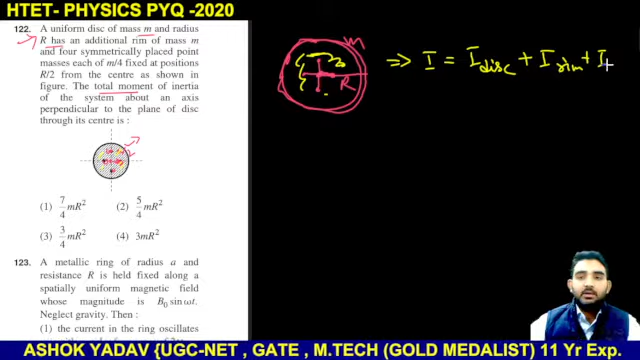 HTET- PHYSICS PYQ -2020
122. A uniform disc of mass m and radius
R has an additional rim of mass m
and four symmetrically placed point
masses each of m/4 fixed at positions
R/2 from the centre as shown in
figure. The total moment of inertia
of the system about an axis
perpendicular to the plane of disc
through its centre is :
(1) 7/4 mR² (2) 5/4 mR²
(3) 3/4 mR² (4) 3mR²
123. A metallic ring of radius a and
resistance R is held fixed along a
spatially uniform magnetic field
whose magnitude is B₀ sin ωt.
Neglect gravity. Then :
(1) the current in the ring oscillates
m
R
⇒ I = I disc + I rim + I
ASHOK YADAV {UGC-NET , GATE , M.TECH (GOLD MEDALIST) 11 Yr Exp.